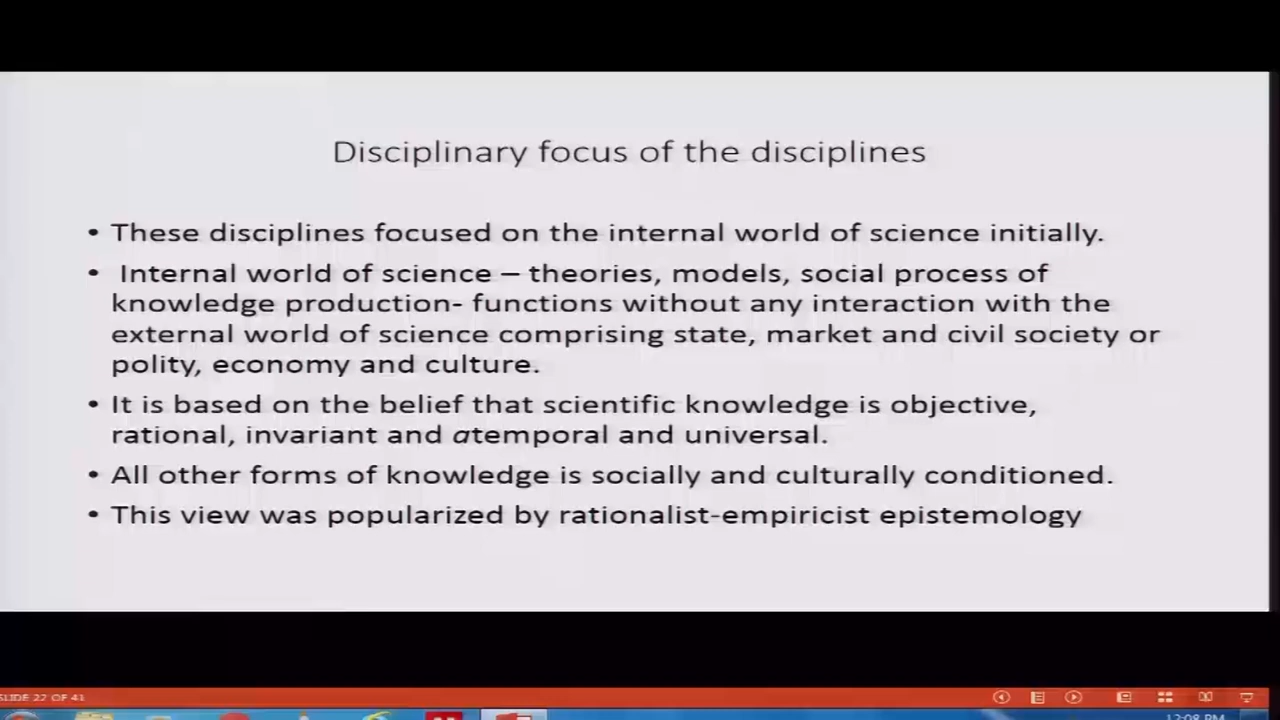 Disciplinary focus of the disciplines
• These disciplines focused on the internal world of science initially.
• Internal world of science – theories, models, social process of
knowledge production- functions without any interaction with the
external world of science comprising state, market and civil society or
polity, economy and culture.
• It is based on the belief that scientific knowledge is objective,
rational, invariant and atemporal and universal.
• All other forms of knowledge is socially and culturally conditioned.
• This view was popularized by rationalist-empiricist epistemology
SLIDE 22 OF 41
12:08 PM